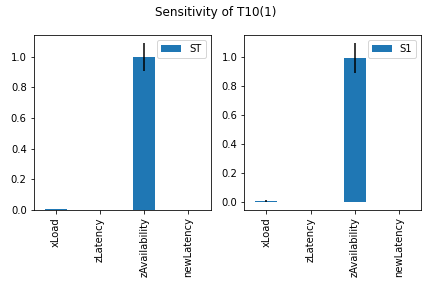 Sensitivity of T10(1)
ST
1.0
0.8
0.6
0.4
0.2
0.0
xLoad
zLatency
zAvailability
newLatency
S1
1.0
0.8
0.6
0.4
0.2
0.0
xLoad
zLatency
zAvailability
newLatency